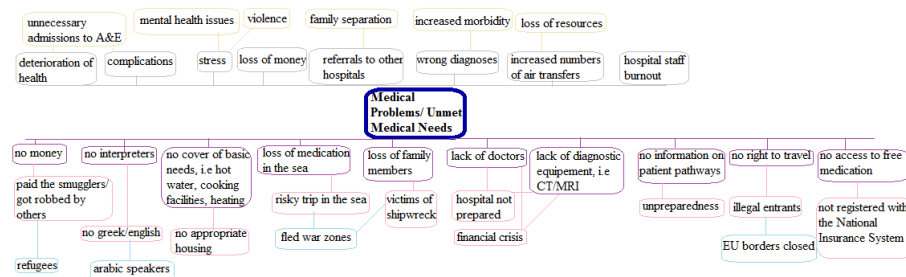 unnecessary
admissions to A&E
mental health issues
violence
family separation
increased morbidity
loss of resources
deterioration of
health
complications
stress
loss of money
referrals to other
hospitals
wrong diagnoses
increased numbers
of air transfers
hospital staff
burnout
Medical
Problems/ Unmet
Medical Needs
no money
no interpreters
no cover of basic
needs, i.e hot
water, cooking
facilities, heating
loss of medication
in the sea
loss of family
members
lack of doctors
lack of diagnostic
equipement, i.e
CT/MRI
no information on
patient pathways
no right to travel
no access to free
medication
paid the smugglers/
got robbed by
others
no greek/english
no appropriate
housing
risky trip in the sea
victims of
shipwreck
hospital not
prepared
financial crisis
unpreparedness
illegal entrants
not registered with
the National
Insurance System
refugees
arabic speakers
fled war zones
EU borders closed